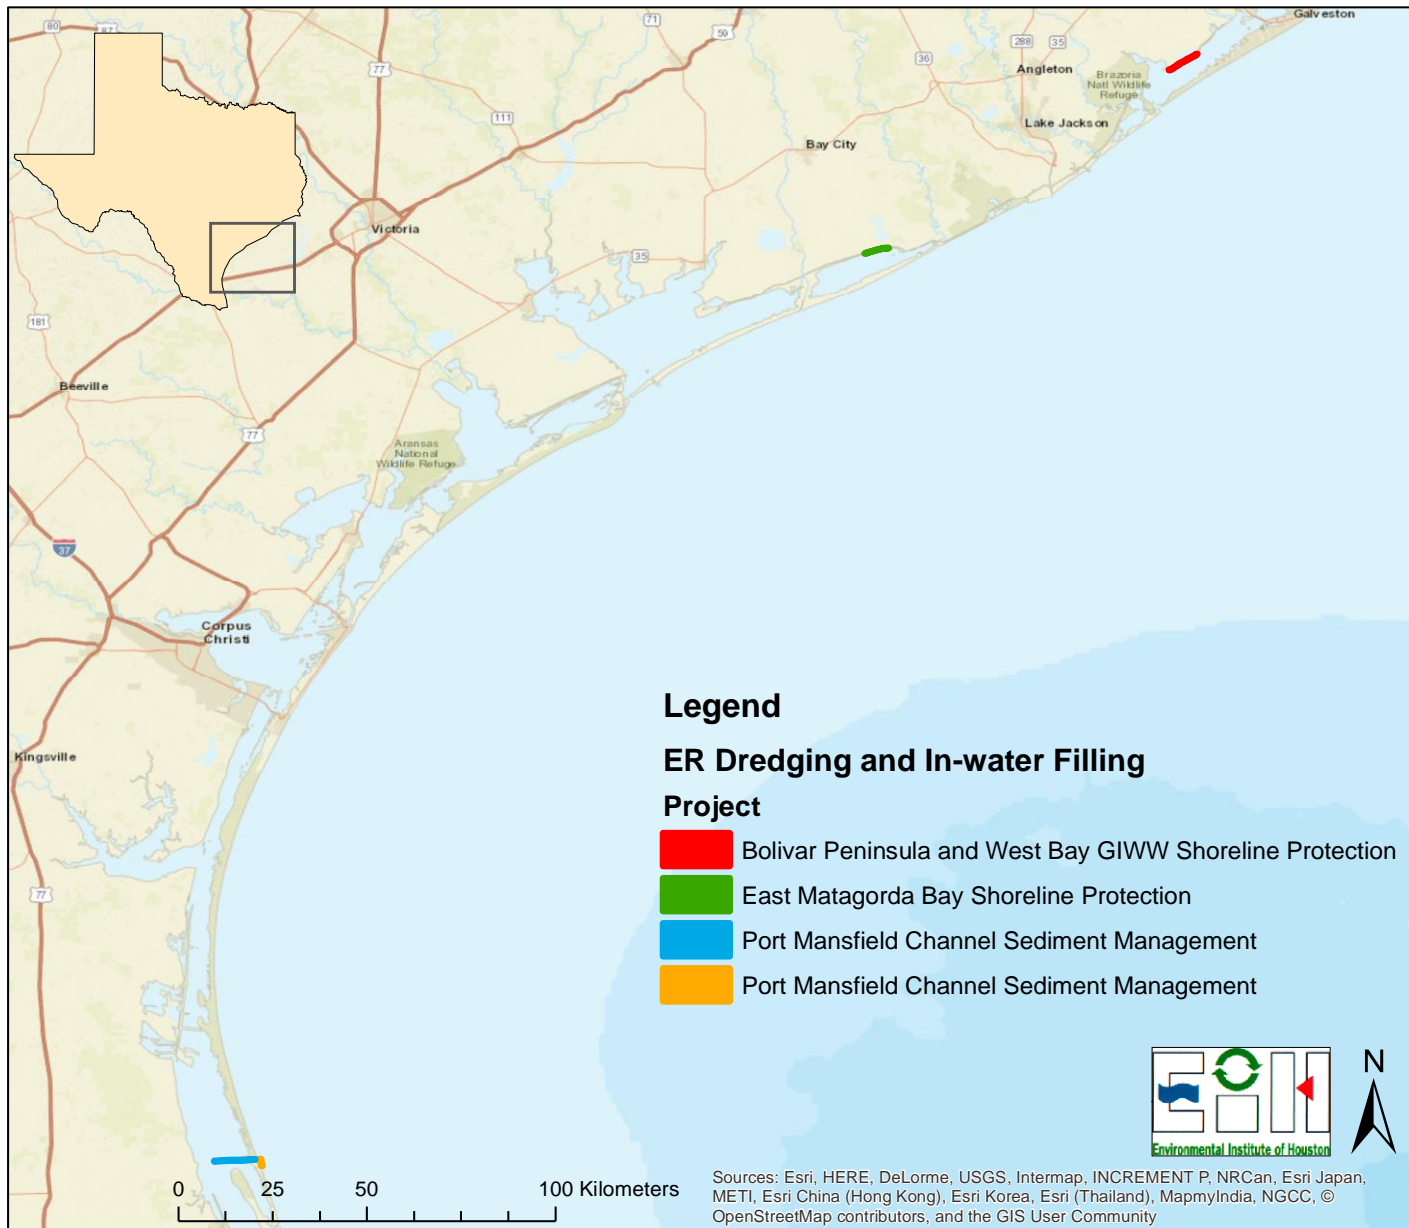 Galveston
80
87
71
59
288
35
36
Angleton
77
Brazoria
Natl Wildlife
Refuge
111
Lake Jackson
Bay City
Victoria
35
181
Beeville
77
Aransas
National
Wildlife Refuge
37
Corpus
Christi
Kingsville
77
Legend
ER Dredging and In-water Filling
Project
Bolivar Peninsula and West Bay GIWW Shoreline Protection
East Matagorda Bay Shoreline Protection
Port Mansfield Channel Sediment Management
Port Mansfield Channel Sediment Management
EIH
Environmental Institute of Houston
N
0 25 50 100 Kilometers
Sources: Esri, HERE, DeLorme, USGS, Intermap, INCREMENT P, NRCan, Esri Japan,
METI, Esri China (Hong Kong), Esri Korea, Esri (Thailand), MapmyIndia, NGCC, ©
OpenStreetMap contributors, and the GIS User Community